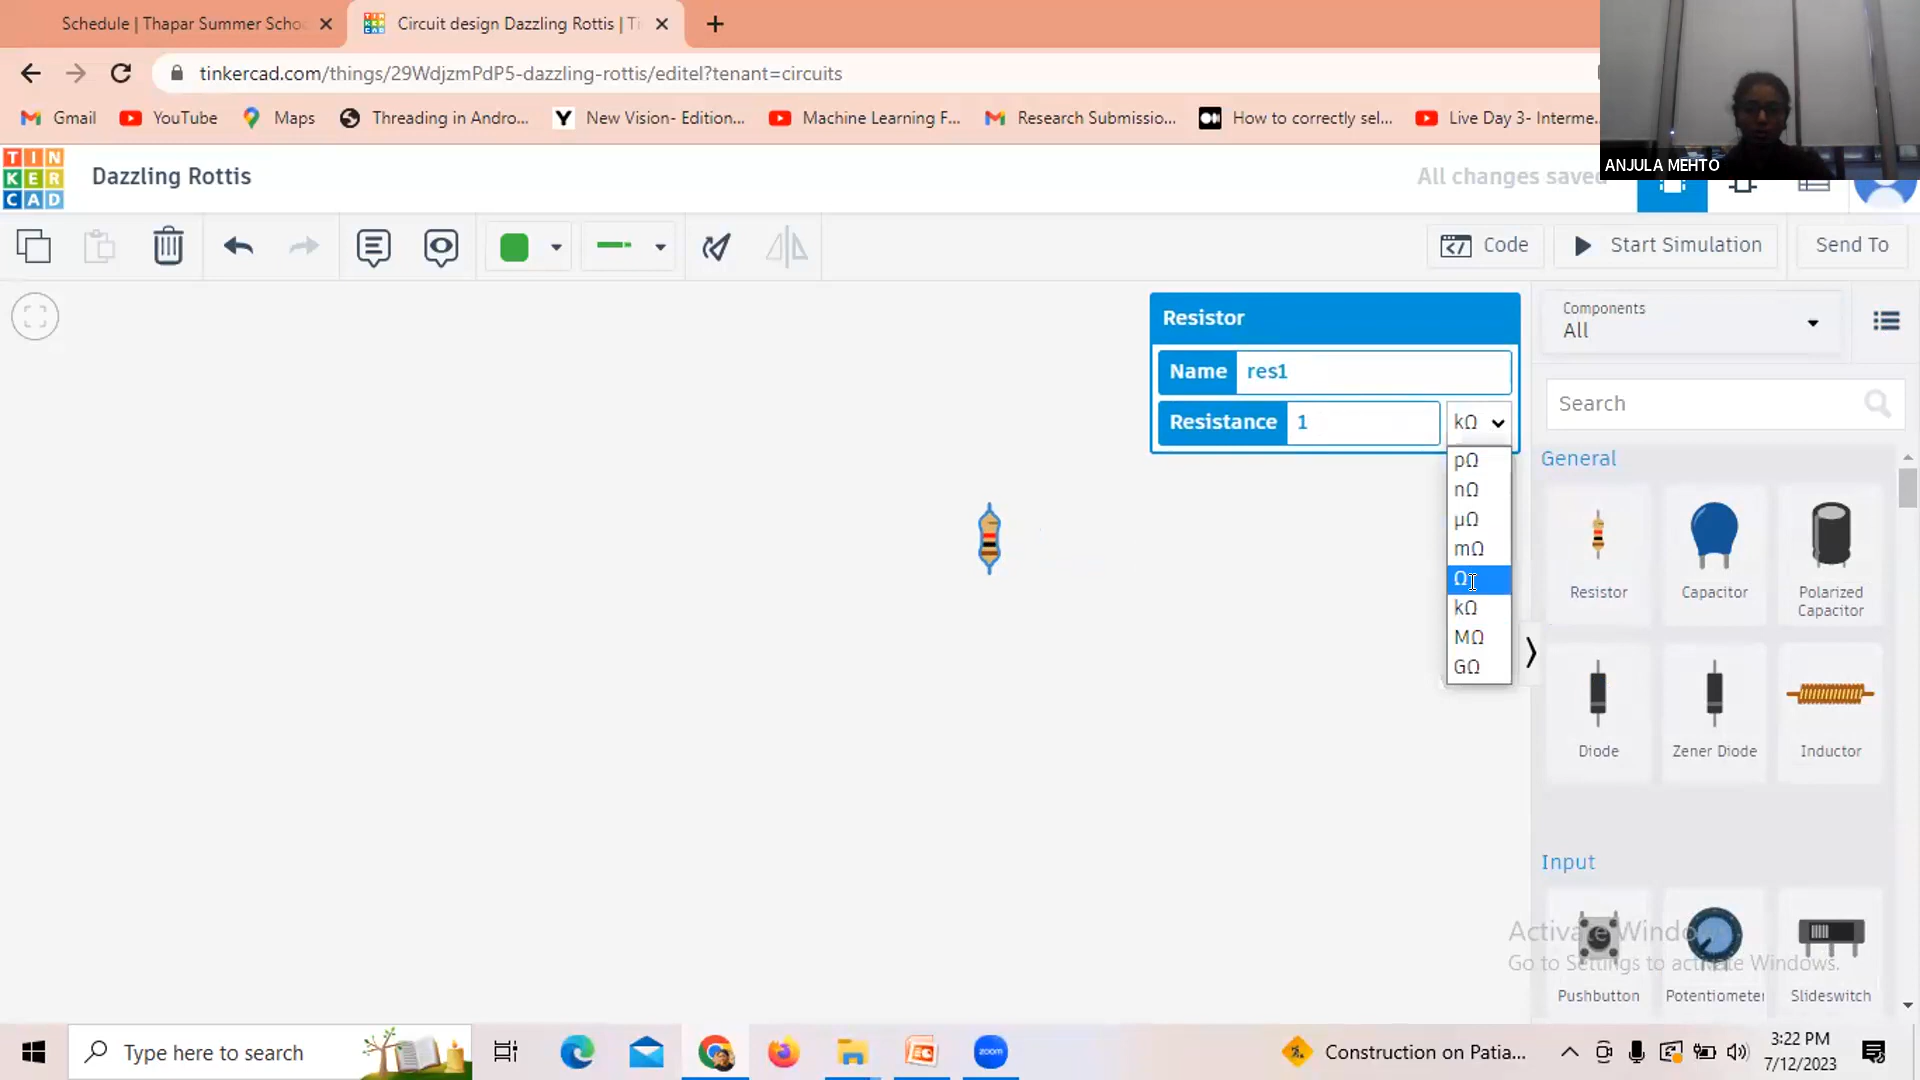 Schedule | Thapar Summer Schoo
Circuit design Dazzling Rottis | Ti
tinkercad.com/things/29WdjzmPdP5-dazzling-rottis/editel?tenant=circuits
Gmail
YouTube
Maps
Threading in Andro...
New Vision- Edition...
Machine Learning F...
Research Submissio...
How to correctly sel...
Live Day 3- Interme...
ANJULA MEHTO
TINKERCAD
Dazzling Rottis
All changes saved
Code
Start Simulation
Send To
Resistor
Name res1
Resistance 1 kΩ
pΩ
nΩ
µΩ
mΩ
Ω
kΩ
MΩ
GΩ
Components
All
Search
General
Resistor
Capacitor
Polarized
Capacitor
Diode
Zener Diode
Inductor
Input
Activate Windows
Go to Settings to activate Windows.
Pushbutton
Potentiometer
Slideswitch
Type here to search
zoom
Construction on Patia...
3:22 PM
7/12/2023